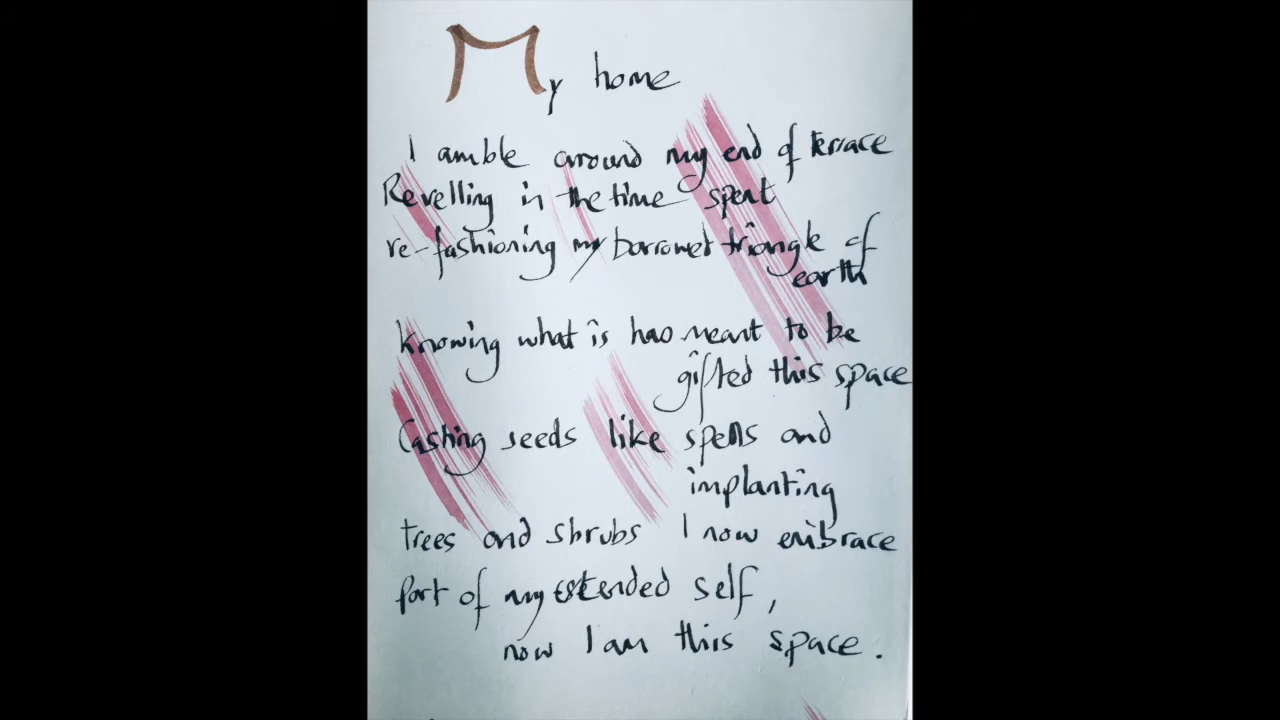 My home
I amble around my end of terrace
Revelling in the time spent
re-fashioning my borrowed triangle of
earth
knowing what is has meant to be
gifted this space
Casting seeds like spells and
implanting
trees and shrubs I now embrace
Part of my extended self,
now I am this space.